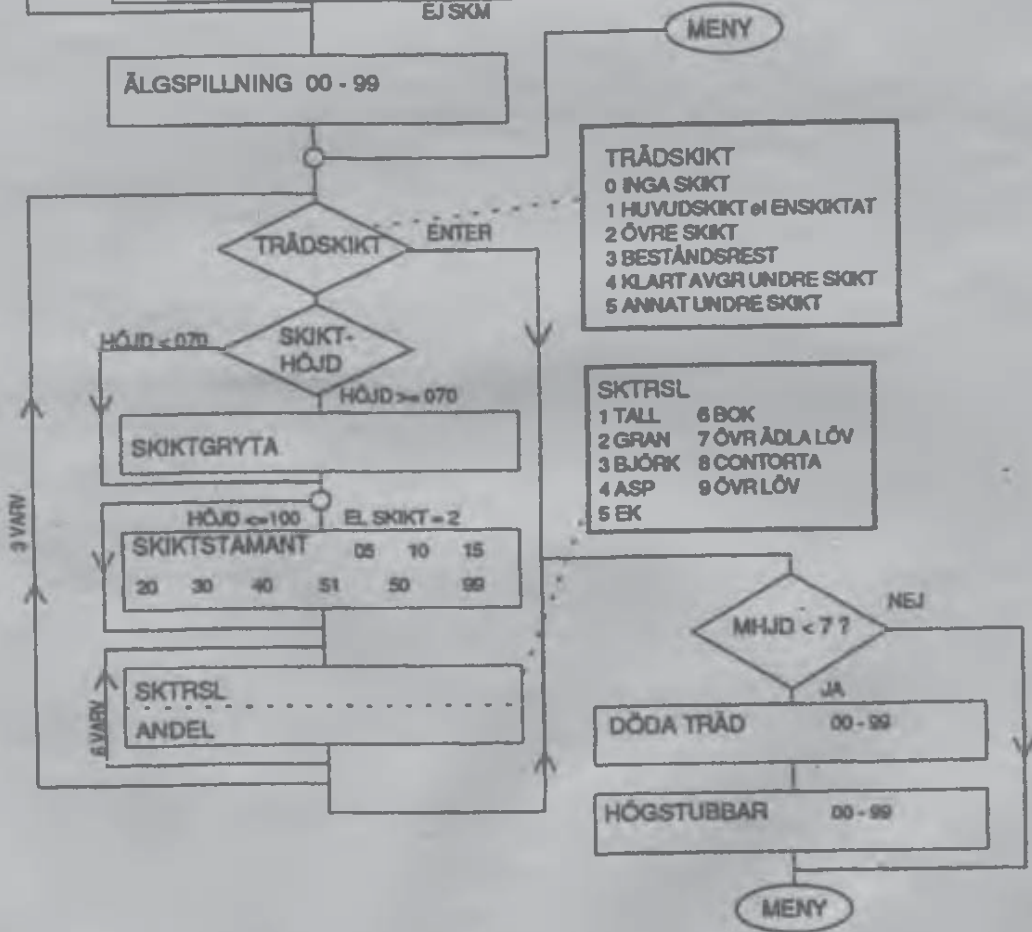 EJ SKM
MENY
ÄLGSPILLNING 00 - 99
TRÄDSKIKT
0 INGA SKIKT
1 HUVUDSKIKT el ENSKIKTAT
2 ÖVRE SKIKT
3 BESTÅNDSREST
4 KLART AVGR UNDRE SKIKT
5 ANNAT UNDRE SKIKT
TRÄDSKIKT
ENTER
HÖJD < 070
SKIKT-
HÖJD
HÖJD >= 070
SKIKTGRYTA
SKTRSL
1 TALL 6 BOK
2 GRAN 7 ÖVR ÄDLA LÖV
3 BJÖRK 8 CONTORTA
4 ASP 9 ÖVR LÖV
5 EK
3 VARV
HÖJD <=100 EL SKIKT = 2
SKIKTSTAMANT 05 10 15
20 30 40 51 50 99
6 VARV
SKTRSL
ANDEL
MHJD < 7 ?
NEJ
JA
DÖDA TRÄD 00 - 99
HÖGSTUBBAR 00 - 99
MENY